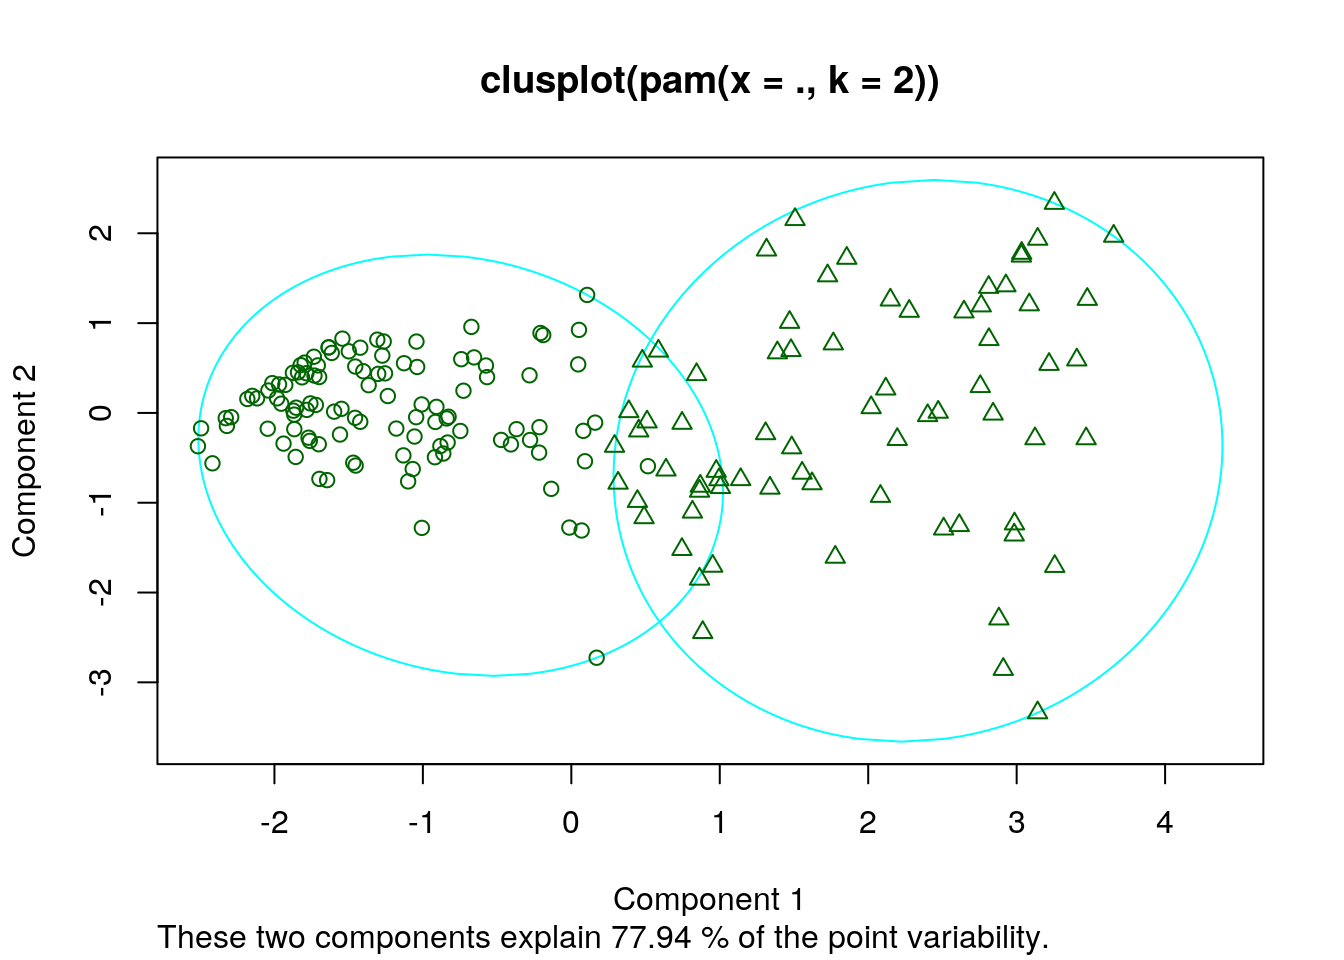 clusplot(pam(x = ., k = 2))
Component 2
2
1
0
-1
-2
-3
-2 -1 0 1 2 3 4
Component 1
These two components explain 77.94 % of the point variability.